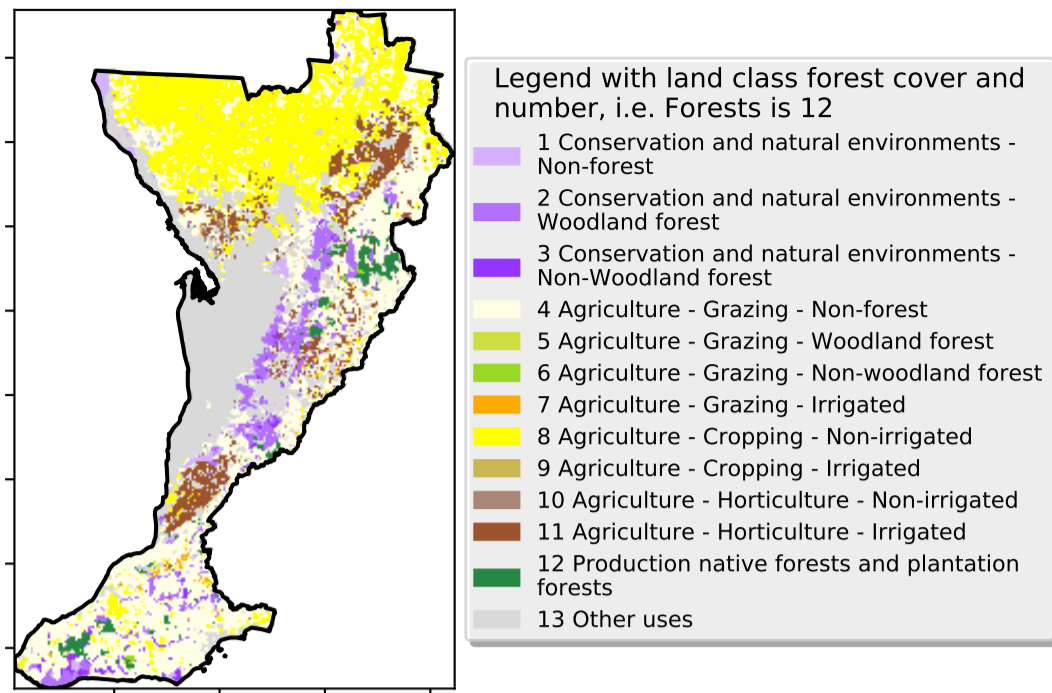 Legend with land class forest cover and
number, i.e. Forests is 12
1 Conservation and natural environments -
Non-forest
2 Conservation and natural environments -
Woodland forest
3 Conservation and natural environments -
Non-Woodland forest
4 Agriculture - Grazing - Non-forest
5 Agriculture - Grazing - Woodland forest
6 Agriculture - Grazing - Non-woodland forest
7 Agriculture - Grazing - Irrigated
8 Agriculture - Cropping - Non-irrigated
9 Agriculture - Cropping - Irrigated
10 Agriculture - Horticulture - Non-irrigated
11 Agriculture - Horticulture - Irrigated
12 Production native forests and plantation
forests
13 Other uses